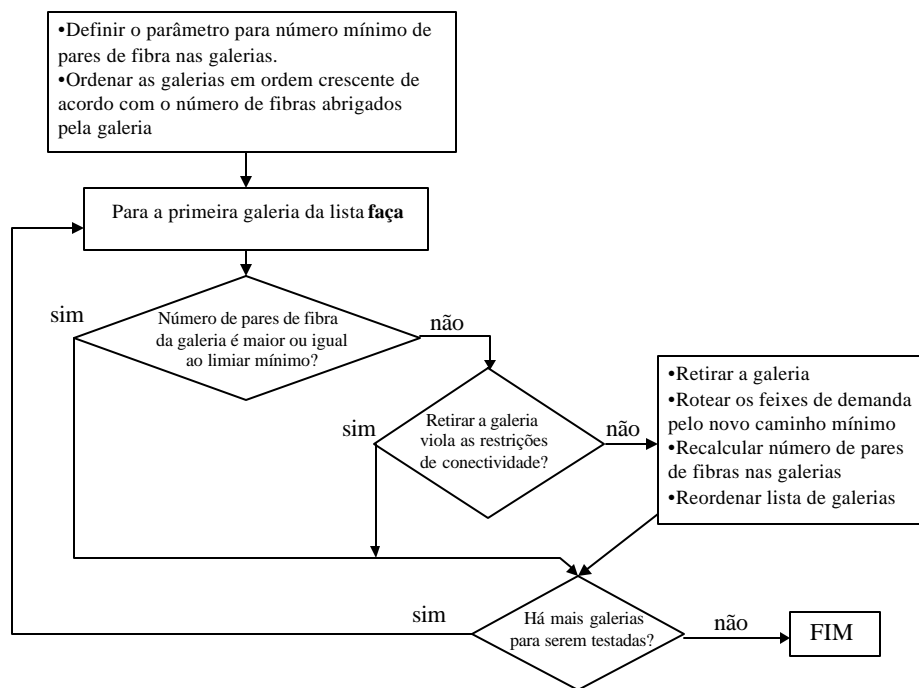 •Definir o parâmetro para número mínimo de
pares de fibra nas galerias.
•Ordenar as galerias em ordem crescente de
acordo com o número de fibras abrigados
pela galeria
Para a primeira galeria da lista faça
sim
Número de pares de fibra
da galeria é maior ou igual
ao limiar mínimo?
não
sim
Retirar a galeria
viola as restrições
de conectividade?
não
•Retirar a galeria
•Rotear os feixes de demanda
pelo novo caminho mínimo
•Recalcular número de pares
de fibras nas galerias
•Reordenar lista de galerias
sim
Há mais galerias
para serem testadas?
não
FIM